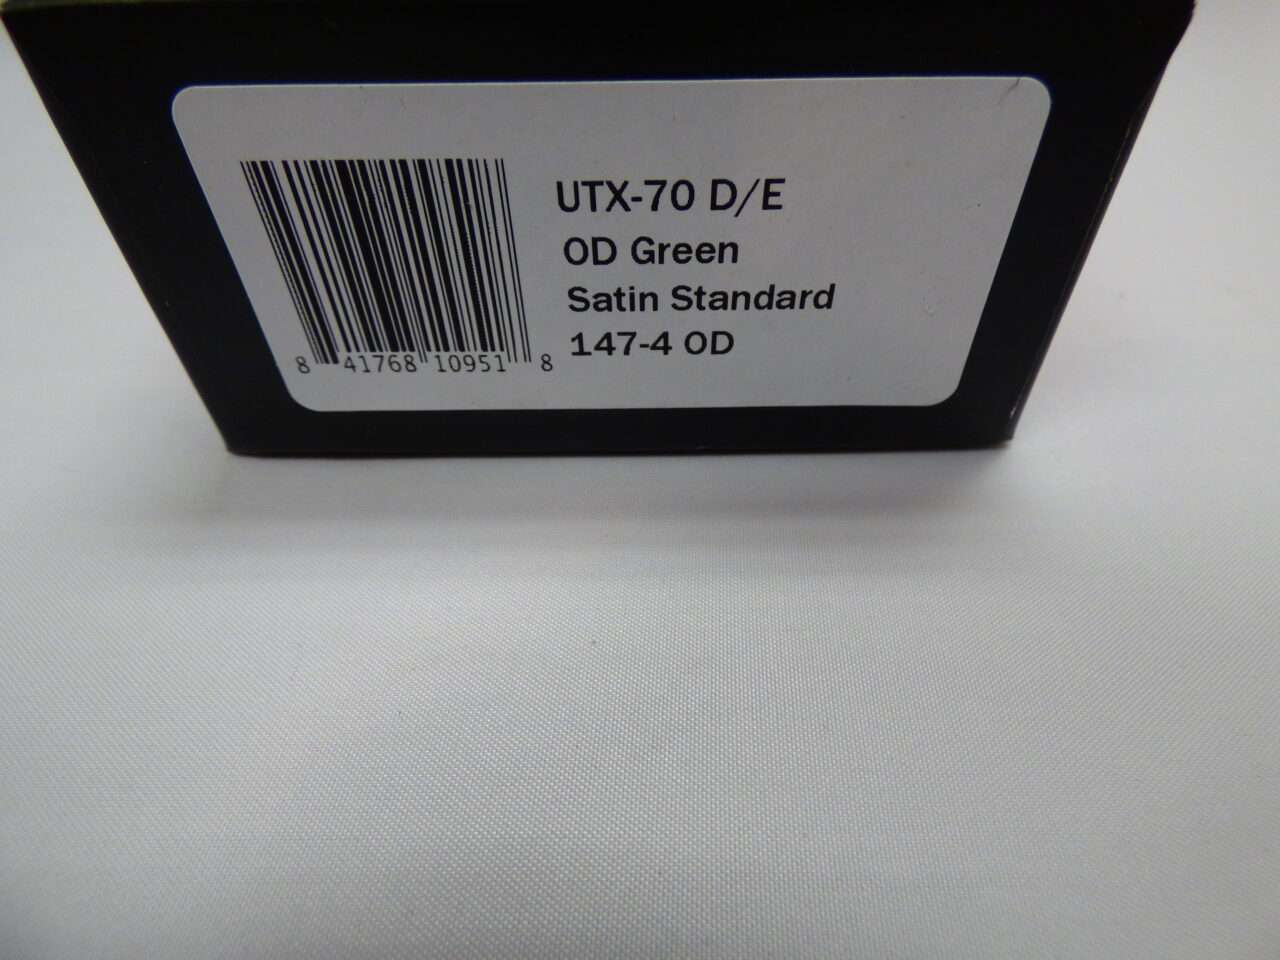 UTX-70 D/E
OD Green
Satin Standard
147-4 OD
8 41768 10951 8